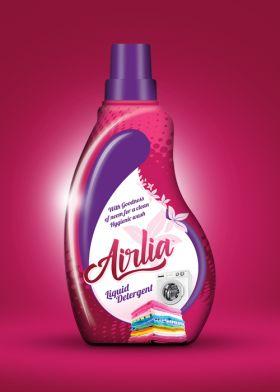 With Goodness
of neem for a clean
Hygienic wash
Airlia
Liquid
Detergent